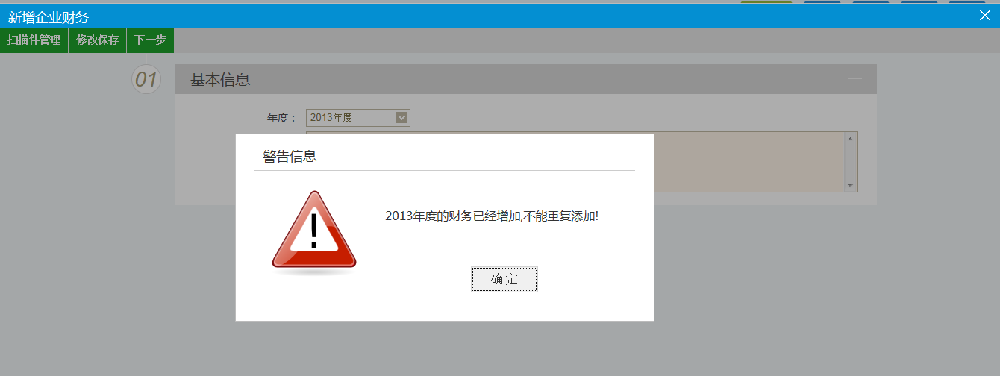 新增企业财务
扫描件管理 修改保存 下一步
01 基本信息
年度： 2013年度
警告信息
2013年度的财务已经增加,不能重复添加!
确 定